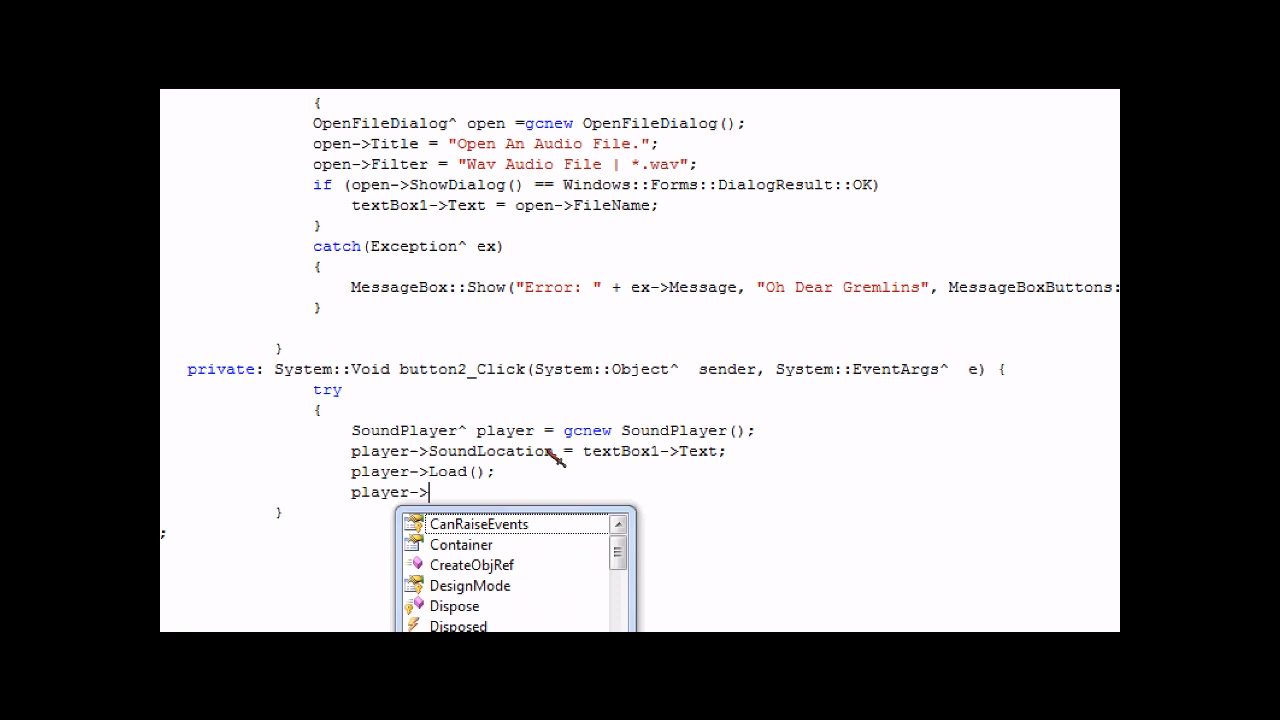 {
OpenFileDialog^ open =gcnew OpenFileDialog();
open->Title = "Open An Audio File.";
open->Filter = "Wav Audio File | *.wav";
if (open->ShowDialog() == Windows::Forms::DialogResult::OK)
textBox1->Text = open->FileName;
}
catch(Exception^ ex)
{
MessageBox::Show("Error: " + ex->Message, "Oh Dear Gremlins", MessageBoxButtons:
}
}
private: System::Void button2_Click(System::Object^  sender, System::EventArgs^  e) {
try
{
SoundPlayer^ player = gcnew SoundPlayer();
player->SoundLocation = textBox1->Text;
player->Load();
player->
}
;
CanRaiseEvents
Container
CreateObjRef
DesignMode
Dispose
Disposed